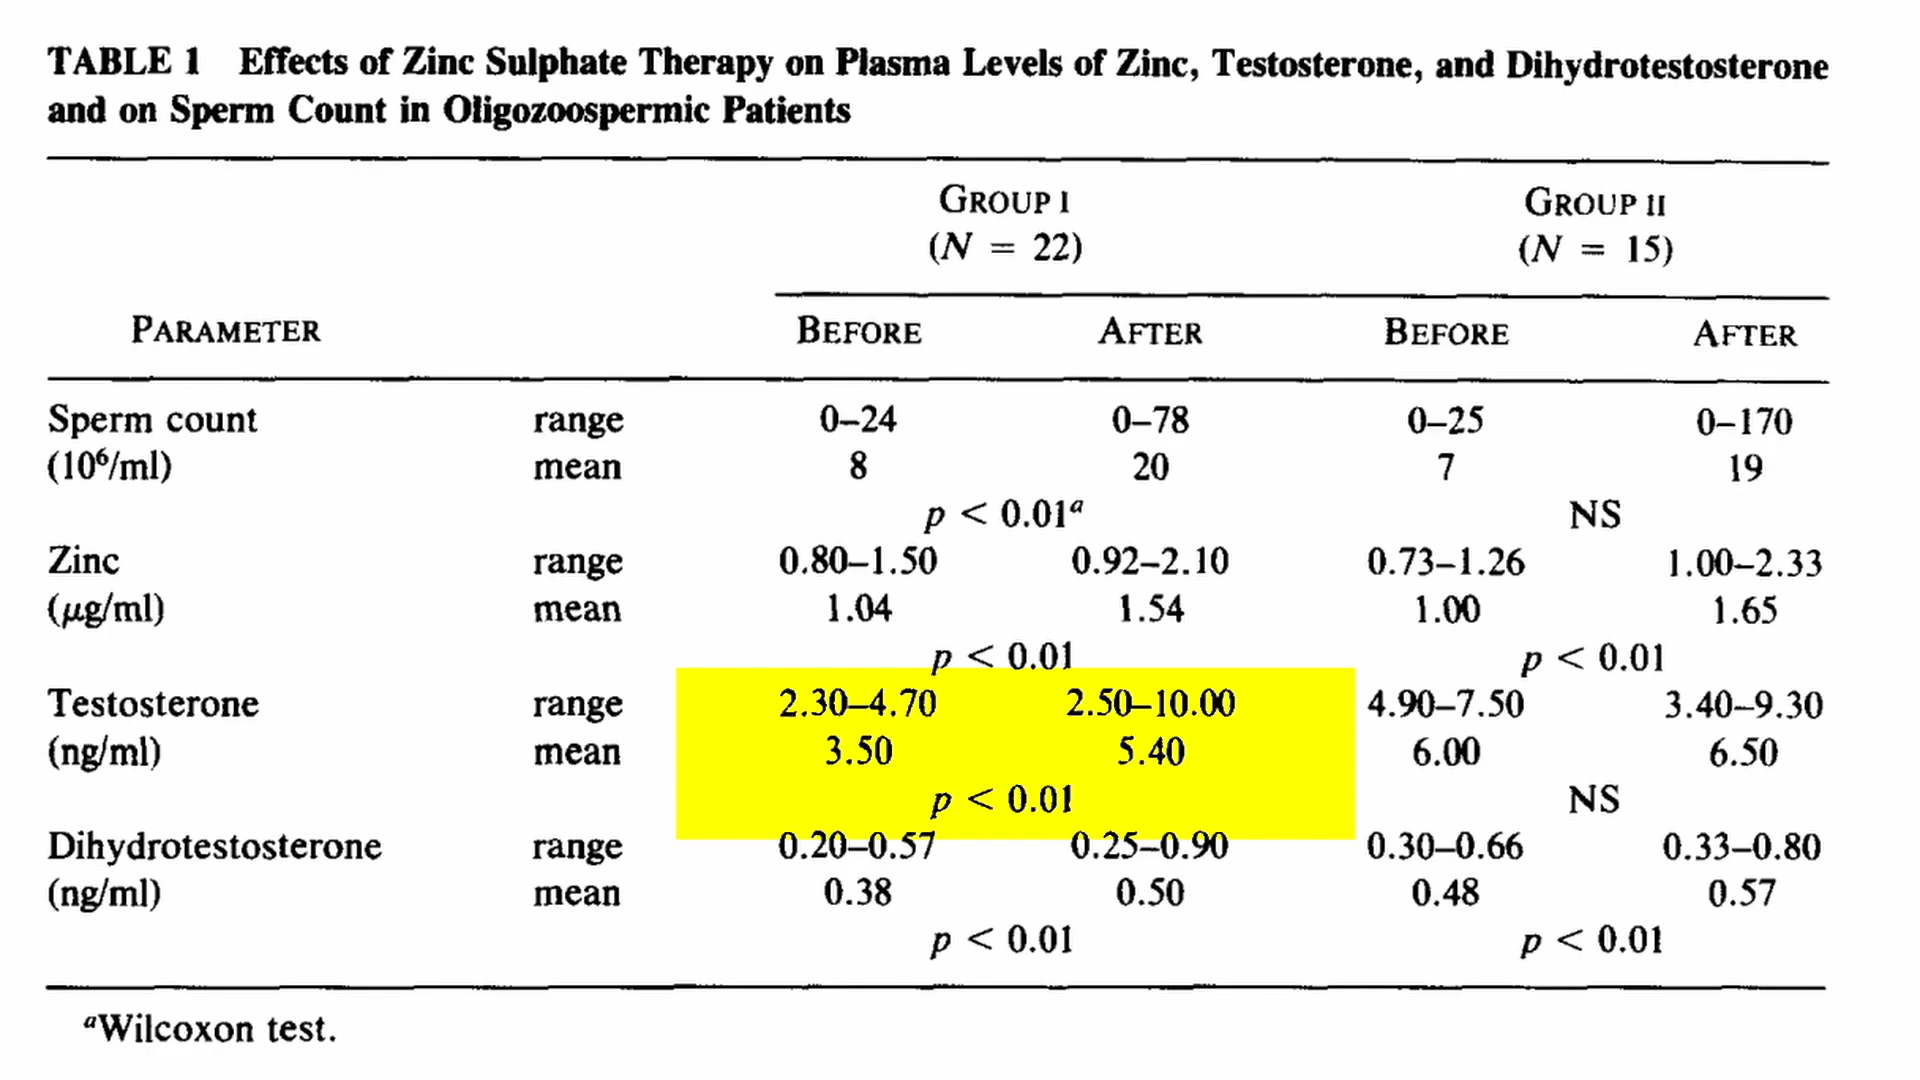 TABLE 1 Effects of Zinc Sulphate Therapy on Plasma Levels of Zinc, Testosterone, and Dihydrotestosterone
and on Sperm Count in Oligozoospermic Patients
GROUP I GROUP II
(N = 22) (N = 15)
PARAMETER BEFORE AFTER BEFORE AFTER
Sperm count range 0–24 0–78 0–25 0–170
(10⁶/ml) mean 8 20 7 19
p < 0.01ᵃ NS
Zinc range 0.80–1.50 0.92–2.10 0.73–1.26 1.00–2.33
(μg/ml) mean 1.04 1.54 1.00 1.65
p < 0.01 p < 0.01
Testosterone range 2.30–4.70 2.50–10.00 4.90–7.50 3.40–9.30
(ng/ml) mean 3.50 5.40 6.00 6.50
p < 0.01 NS
Dihydrotestosterone range 0.20–0.57 0.25–0.90 0.30–0.66 0.33–0.80
(ng/ml) mean 0.38 0.50 0.48 0.57
p < 0.01 p < 0.01
ᵃWilcoxon test.